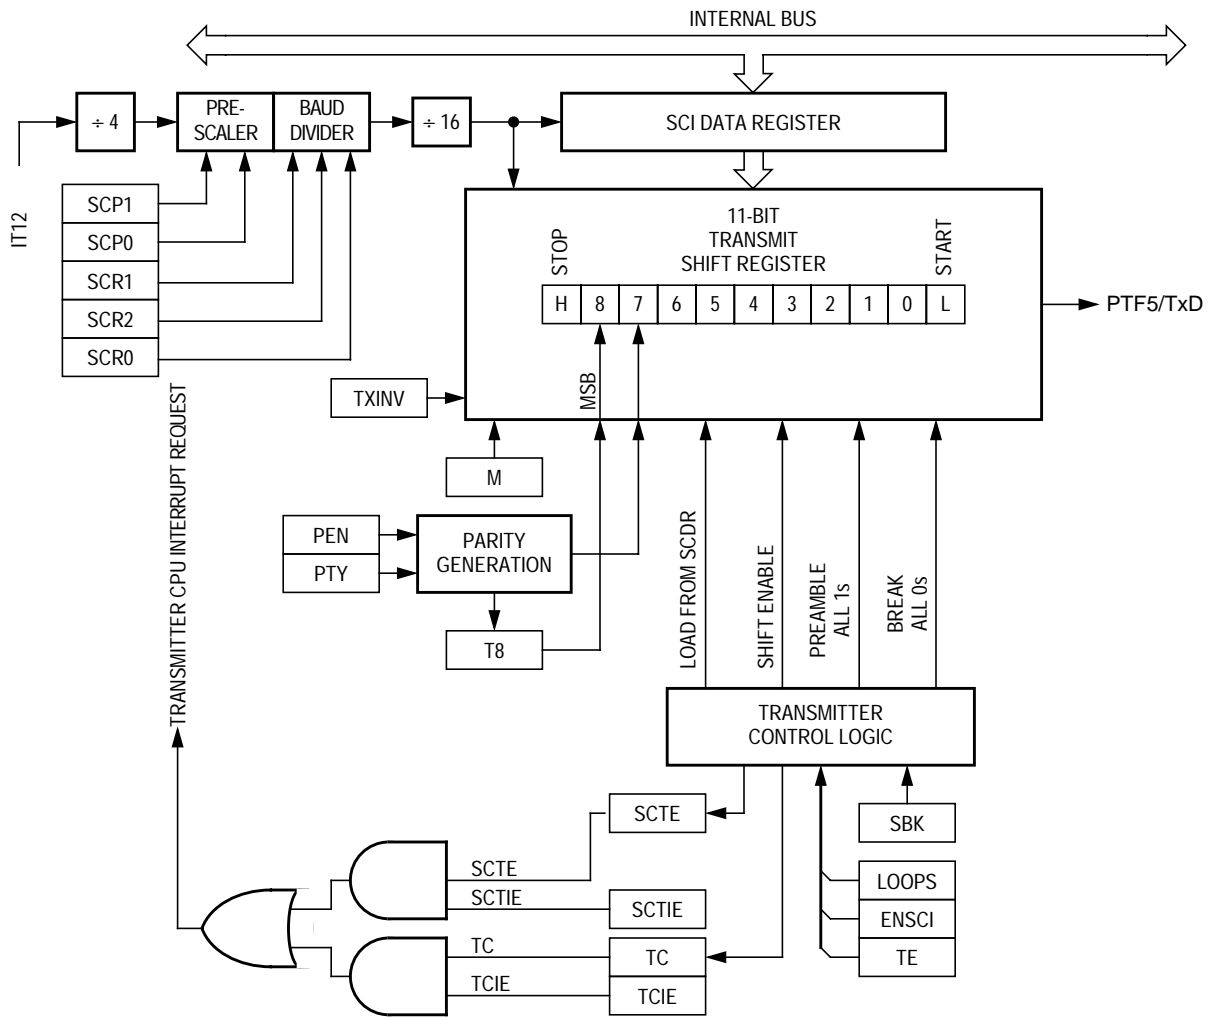 INTERNAL BUS
÷ 4
PRE-
SCALER
BAUD
DIVIDER
÷ 16
SCI DATA REGISTER
IT12
SCP1
SCP0
SCR1
SCR2
SCR0
11-BIT
TRANSMIT
SHIFT REGISTER
STOP
START
H 8 7 6 5 4 3 2 1 0 L
PTF5/TxD
MSB
TXINV
M
TRANSMITTER CPU INTERRUPT REQUEST
PEN
PTY
PARITY
GENERATION
T8
LOAD FROM SCDR
SHIFT ENABLE
PREAMBLE
ALL 1s
BREAK
ALL 0s
TRANSMITTER
CONTROL LOGIC
SCTE
SBK
SCTE
LOOPS
SCTIE
SCTIE
ENSCI
TC
TC
TE
TCIE
TCIE